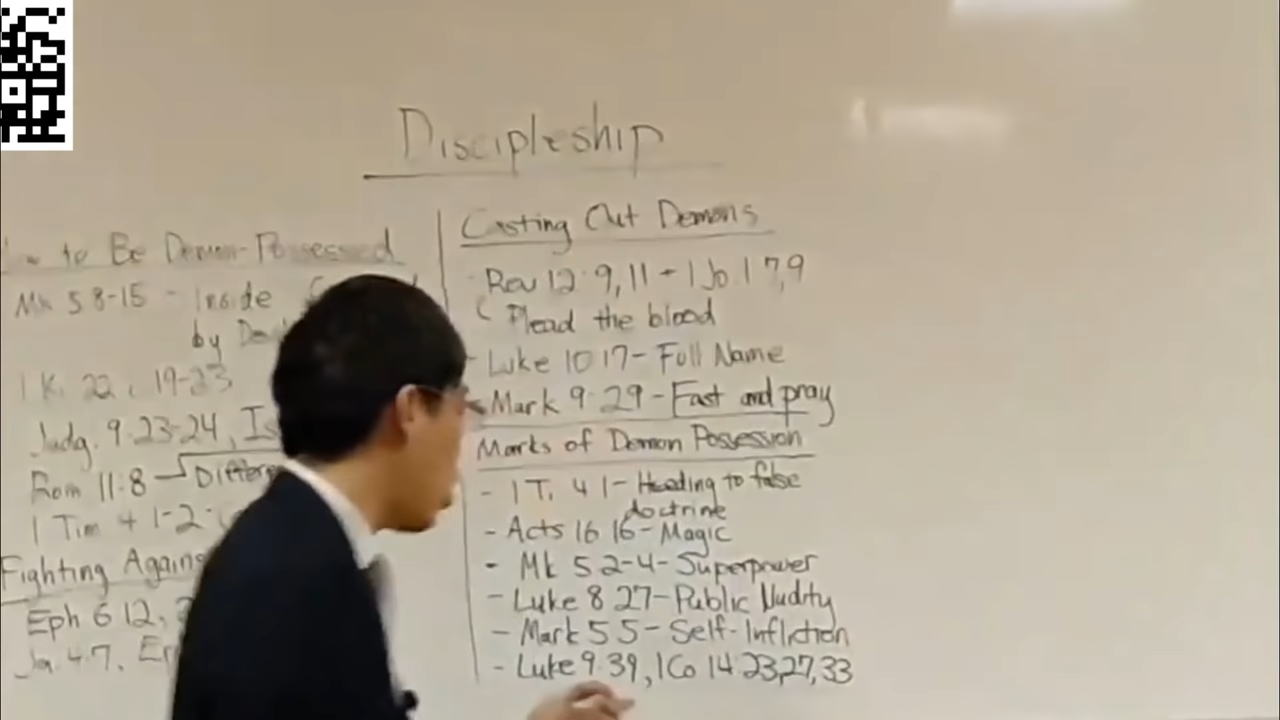 Discipleship
to Be Demon-Possessed
Mk 5:8-15 - Inside
by
1 K. 22:19-23
Judg. 9:23-24,
Rom 11:8
1 Tim 4:1-2
Fighting
Eph 6:12,
4:7,
Casting Out Demons
- Rev 12:9,11 + 1 Jo. 1:7,9
Plead the blood
- Luke 10:17- Full Name
- Mark 9:29- Fast and pray
Marks of Demon Possession
- 1 Ti. 4:1- Heeding to false
doctrine
- Acts 16:16- Magic
- Mk 5:2-4- Superpower
- Luke 8:27- Public Nudity
- Mark 5:5- Self-Infliction
- Luke 9:39, 1 Co 14:23,27,33